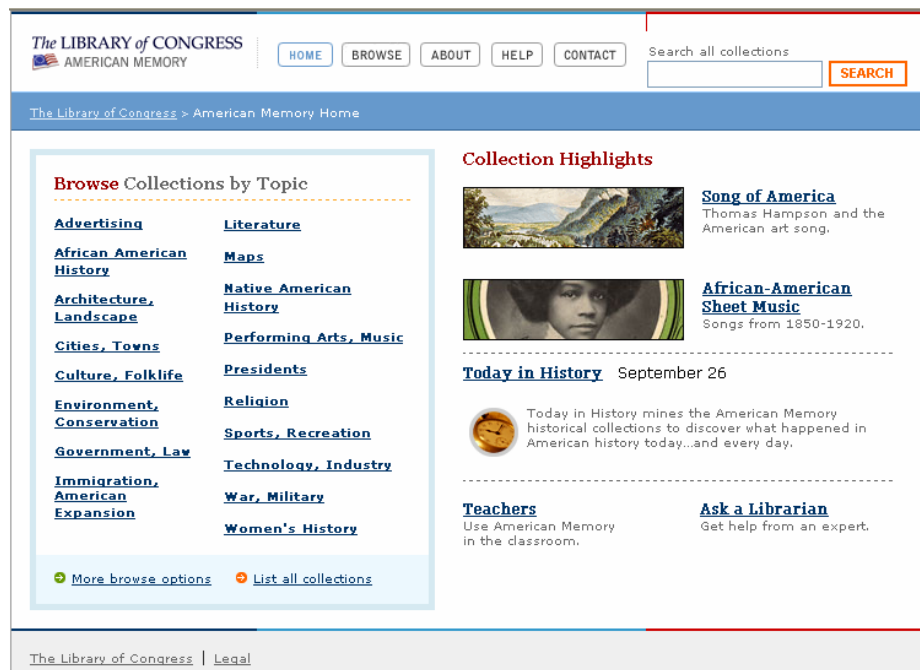 The LIBRARY of CONGRESS
AMERICAN MEMORY
HOME
BROWSE
ABOUT
HELP
CONTACT
Search all collections
SEARCH
The Library of Congress > American Memory Home
Browse Collections by Topic
Advertising
African American
History
Architecture,
Landscape
Cities, Towns
Culture, Folklife
Environment,
Conservation
Government, Law
Immigration,
American
Expansion
Literature
Maps
Native American
History
Performing Arts, Music
Presidents
Religion
Sports, Recreation
Technology, Industry
War, Military
Women's History
More browse options
List all collections
Collection Highlights
Song of America
Thomas Hampson and the
American art song.
African-American
Sheet Music
Songs from 1850-1920.
Today in History September 26
Today in History mines the American Memory
historical collections to discover what happened in
American history today...and every day.
Teachers
Use American Memory
in the classroom.
Ask a Librarian
Get help from an expert.
The Library of Congress | Legal